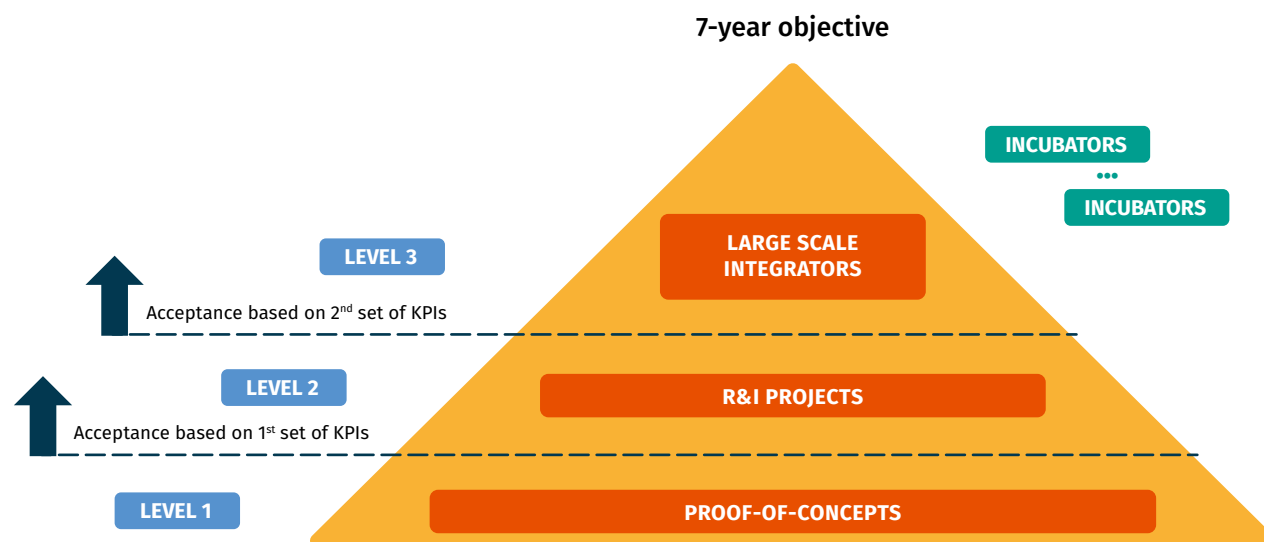 7-year objective
INCUBATORS
...
INCUBATORS
LARGE SCALE
INTEGRATORS
LEVEL 3
Acceptance based on 2nd set of KPIs
LEVEL 2
R&I PROJECTS
Acceptance based on 1st set of KPIs
LEVEL 1
PROOF-OF-CONCEPTS